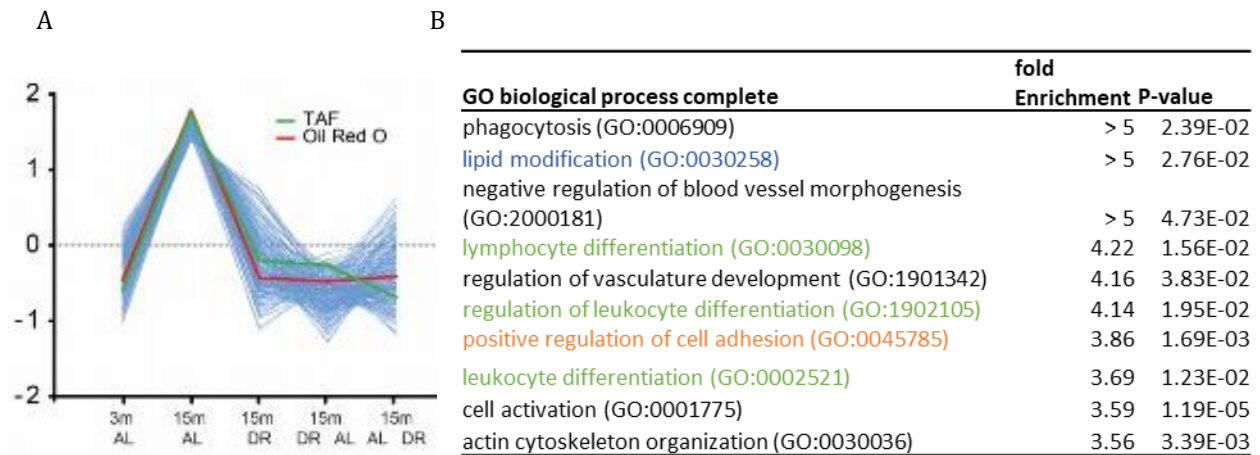 A
B
2
1
0
-1
-2
TAF
Oil Red O
3m 15m 15m 15m 15m
AL AL DR DR AL AL DR
fold
GO biological process complete Enrichment P-value
phagocytosis (GO:0006909) > 5 2.39E-02
lipid modification (GO:0030258) > 5 2.76E-02
negative regulation of blood vessel morphogenesis
(GO:2000181) > 5 4.73E-02
lymphocyte differentiation (GO:0030098) 4.22 1.56E-02
regulation of vasculature development (GO:1901342) 4.16 3.83E-02
regulation of leukocyte differentiation (GO:1902105) 4.14 1.95E-02
positive regulation of cell adhesion (GO:0045785) 3.86 1.69E-03
leukocyte differentiation (GO:0002521) 3.69 1.23E-02
cell activation (GO:0001775) 3.59 1.19E-05
actin cytoskeleton organization (GO:0030036) 3.56 3.39E-03